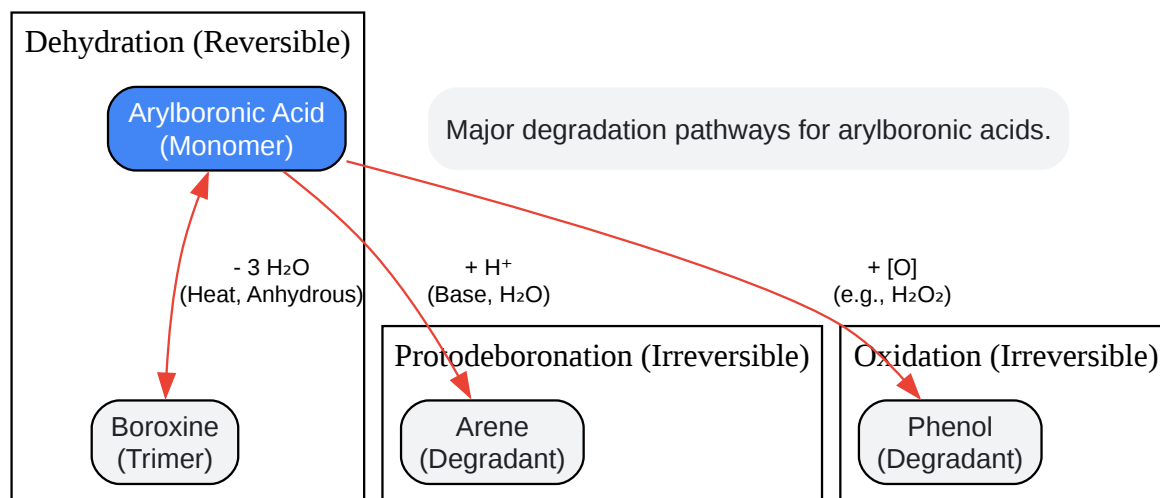 Dehydration (Reversible)
Arylboronic Acid
(Monomer)
Major degradation pathways for arylboronic acids.
- 3 H₂O
(Heat, Anhydrous)
+ H⁺
(Base, H₂O)
+ [O]
(e.g., H₂O₂)
Protodeboronation (Irreversible)
Oxidation (Irreversible)
Boroxine
(Trimer)
Arene
(Degradant)
Phenol
(Degradant)